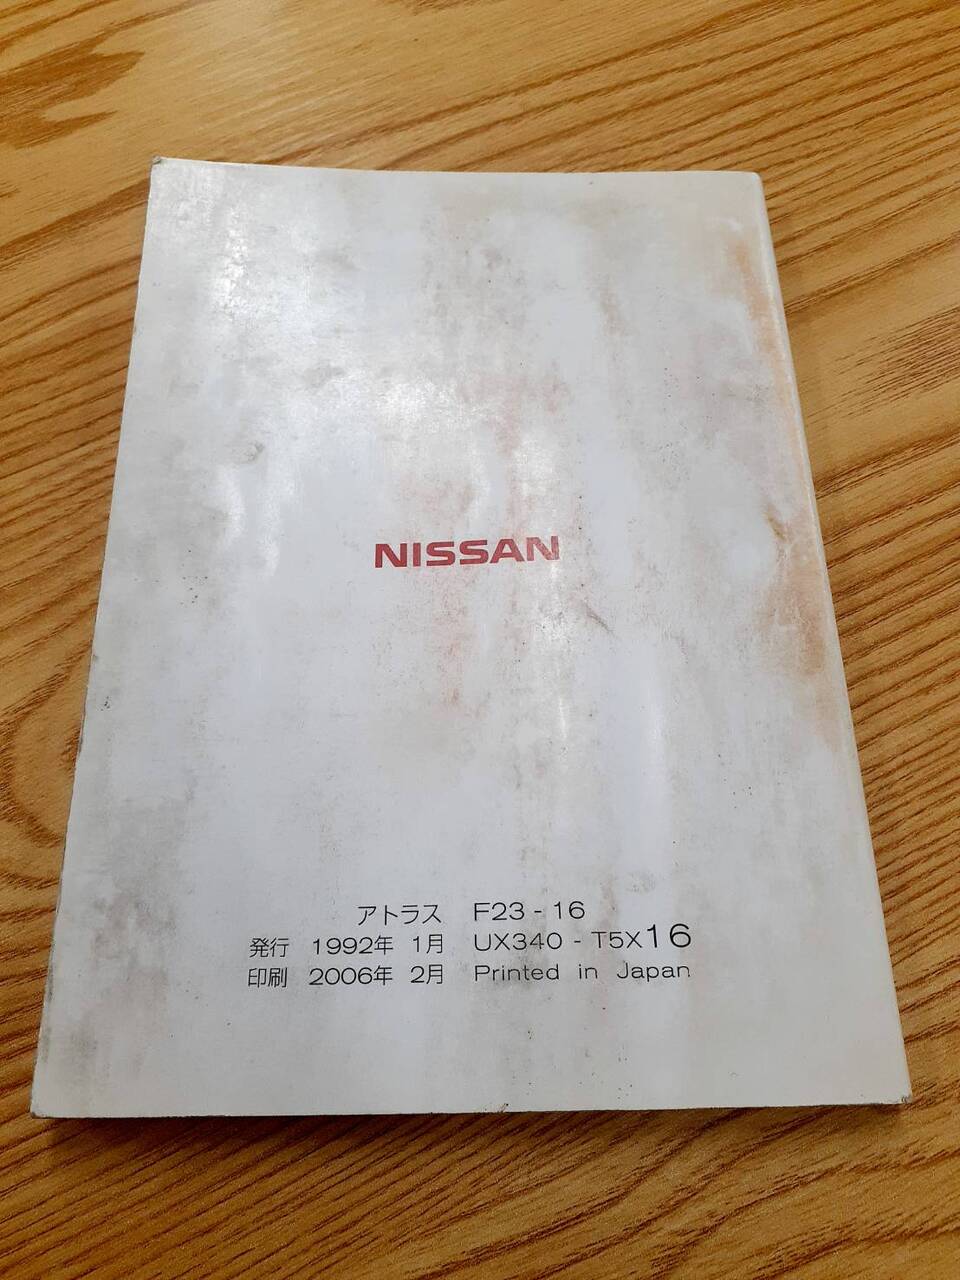 NISSAN
アトラス F23 - 16
発行 1992年 1月 UX340 - T5X16
印刷 2006年 2月 Printed in Japan